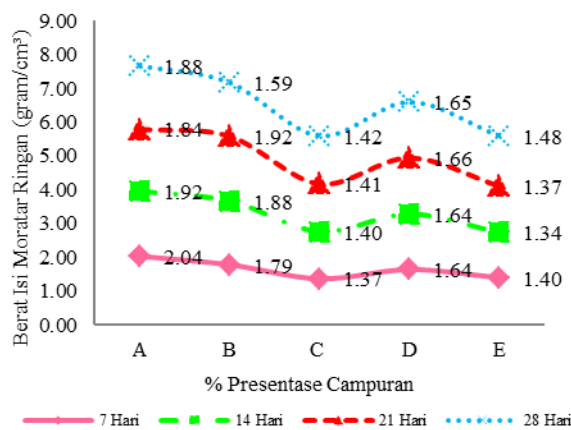 9.00
8.00
7.00
6.00
5.00
4.00
3.00
2.00
1.00
0.00
Berat Isi Moratar Ringan (gram/cm³)
1.88 1.59 1.42 1.65 1.48
1.84 1.92 1.41 1.66 1.37
1.92 1.88 1.40 1.64 1.34
2.04 1.79 1.37 1.64 1.40
A B C D E
% Presentase Campuran
7 Hari 14 Hari 21 Hari 28 Hari